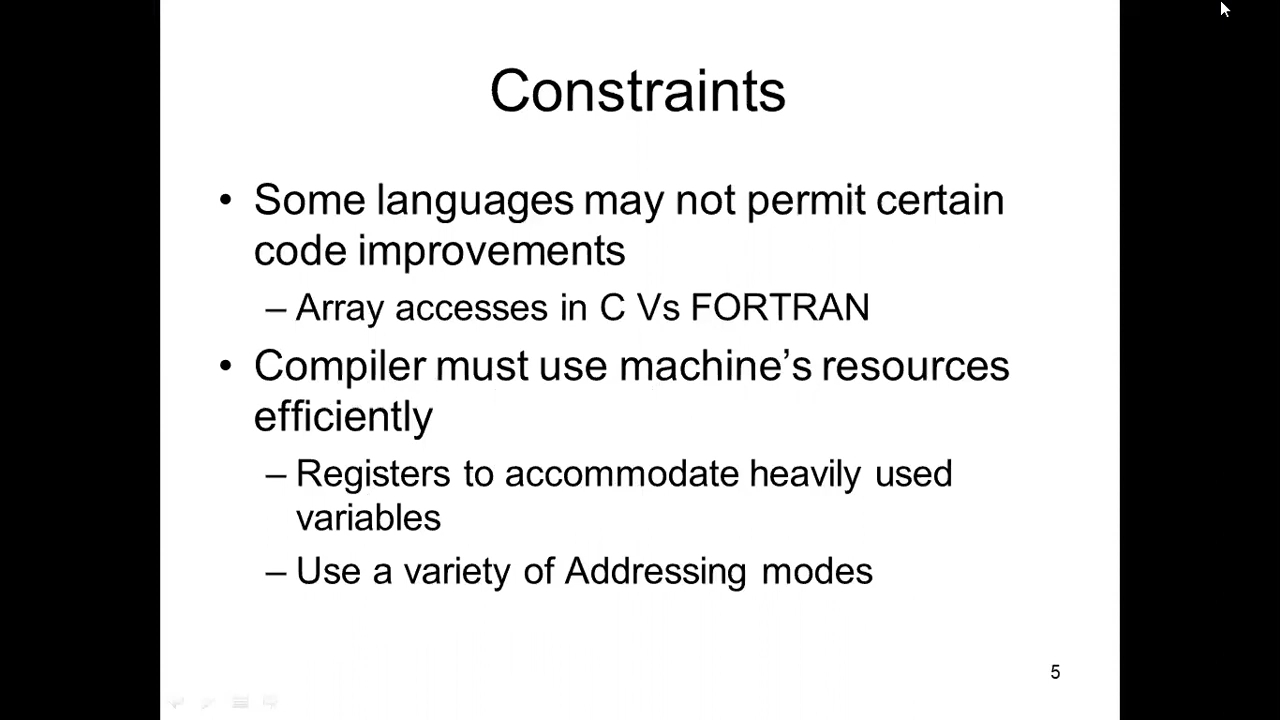 Constraints
• Some languages may not permit certain
code improvements
– Array accesses in C Vs FORTRAN
• Compiler must use machine’s resources
efficiently
– Registers to accommodate heavily used
variables
– Use a variety of Addressing modes
5